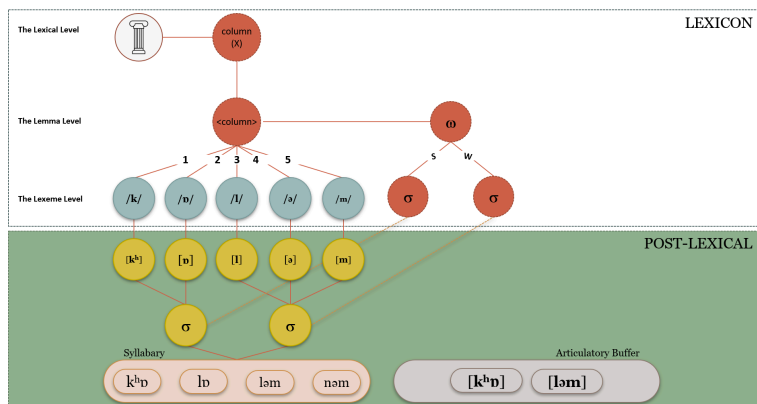 LEXICON
The Lexical Level
column
(X)
The Lemma Level
<column>
ω
1 2 3 4 5
S W
The Lexeme Level
/k/ /ɒ/ /l/ /ə/ /m/ σ σ
POST-LEXICAL
[kʰ] [ɒ] [l] [ə] [m]
σ σ
Syllabary
Articulatory Buffer
kʰɒ lɒ ləm nəm
[kʰɒ] [ləm]